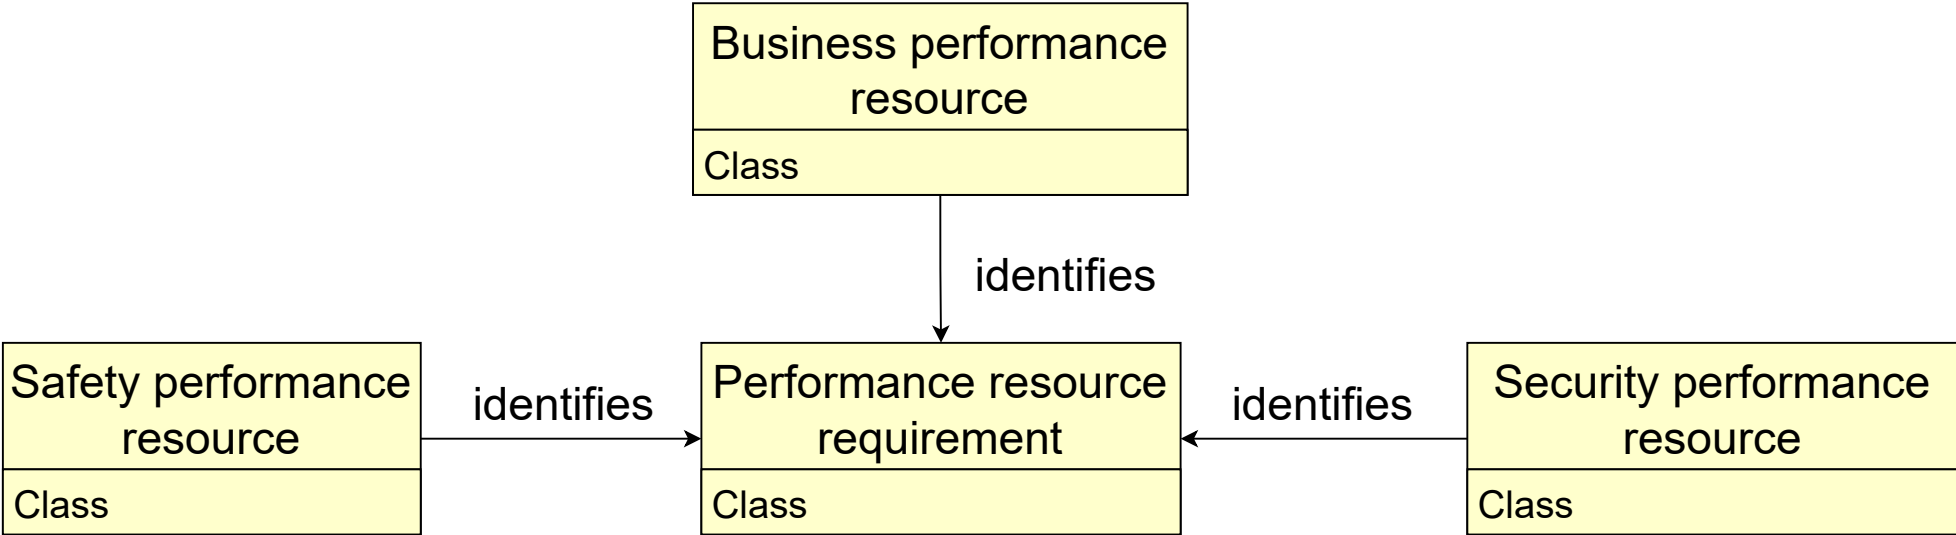 Business performance
resource
Class
identifies
Safety performance
resource
Class
identifies
Performance resource
requirement
Class
identifies
Security performance
resource
Class